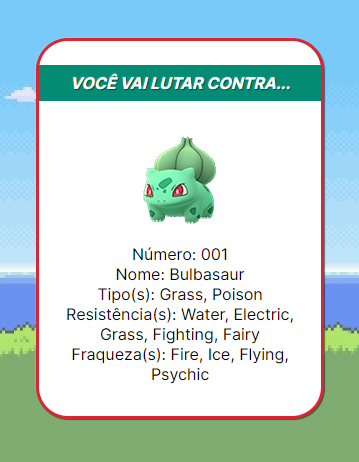 VOCÊ VAI LUTAR CONTRA...
Número: 001
Nome: Bulbasaur
Tipo(s): Grass, Poison
Resistência(s): Water, Electric,
Grass, Fighting, Fairy
Fraqueza(s): Fire, Ice, Flying,
Psychic